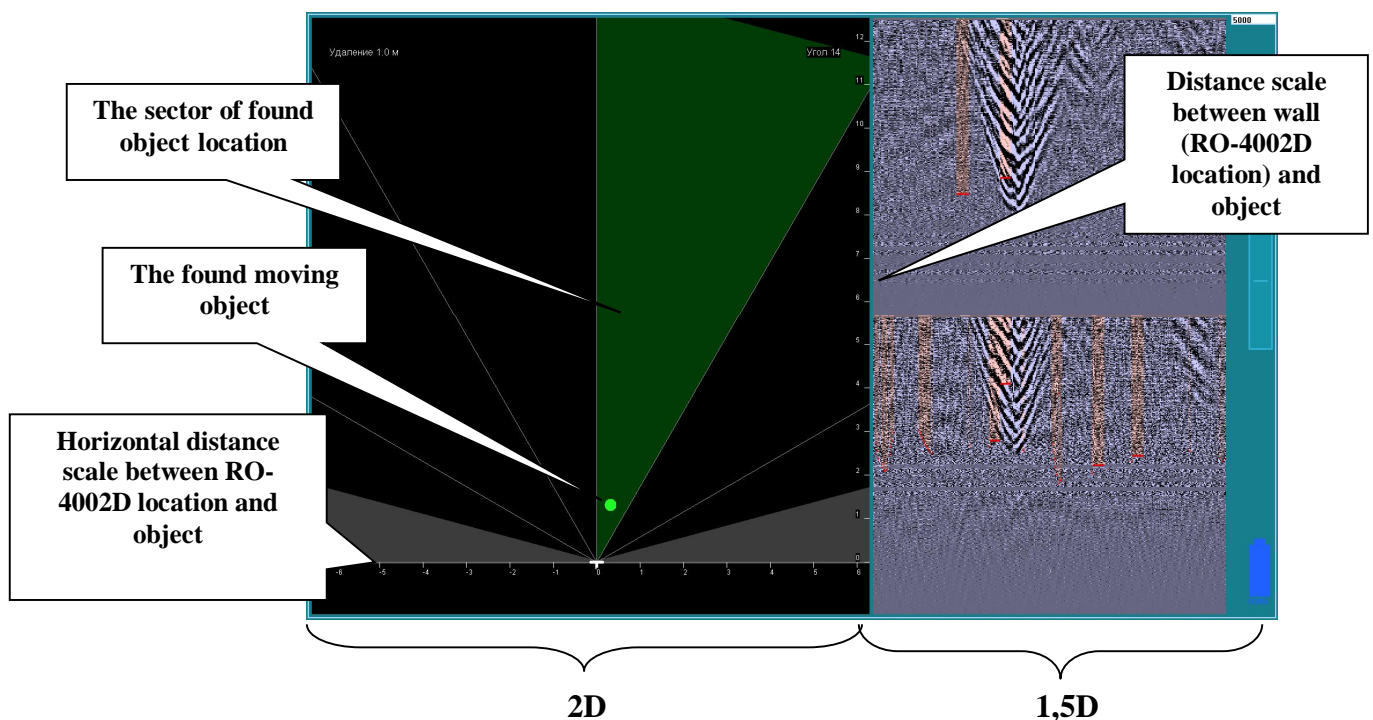 5000
Удаление 1.0 м
Угол 14
The sector of found
object location
Distance scale
between wall
(RO-4002D
location) and
object
The found moving
object
Horizontal distance
scale between RO-
4002D location and
object
12
11
10
9
8
7
6
5
4
3
2
1
0
-6 -5 -4 -3 -2 -1 0 1 2 3 4 5 6
2D
1,5D